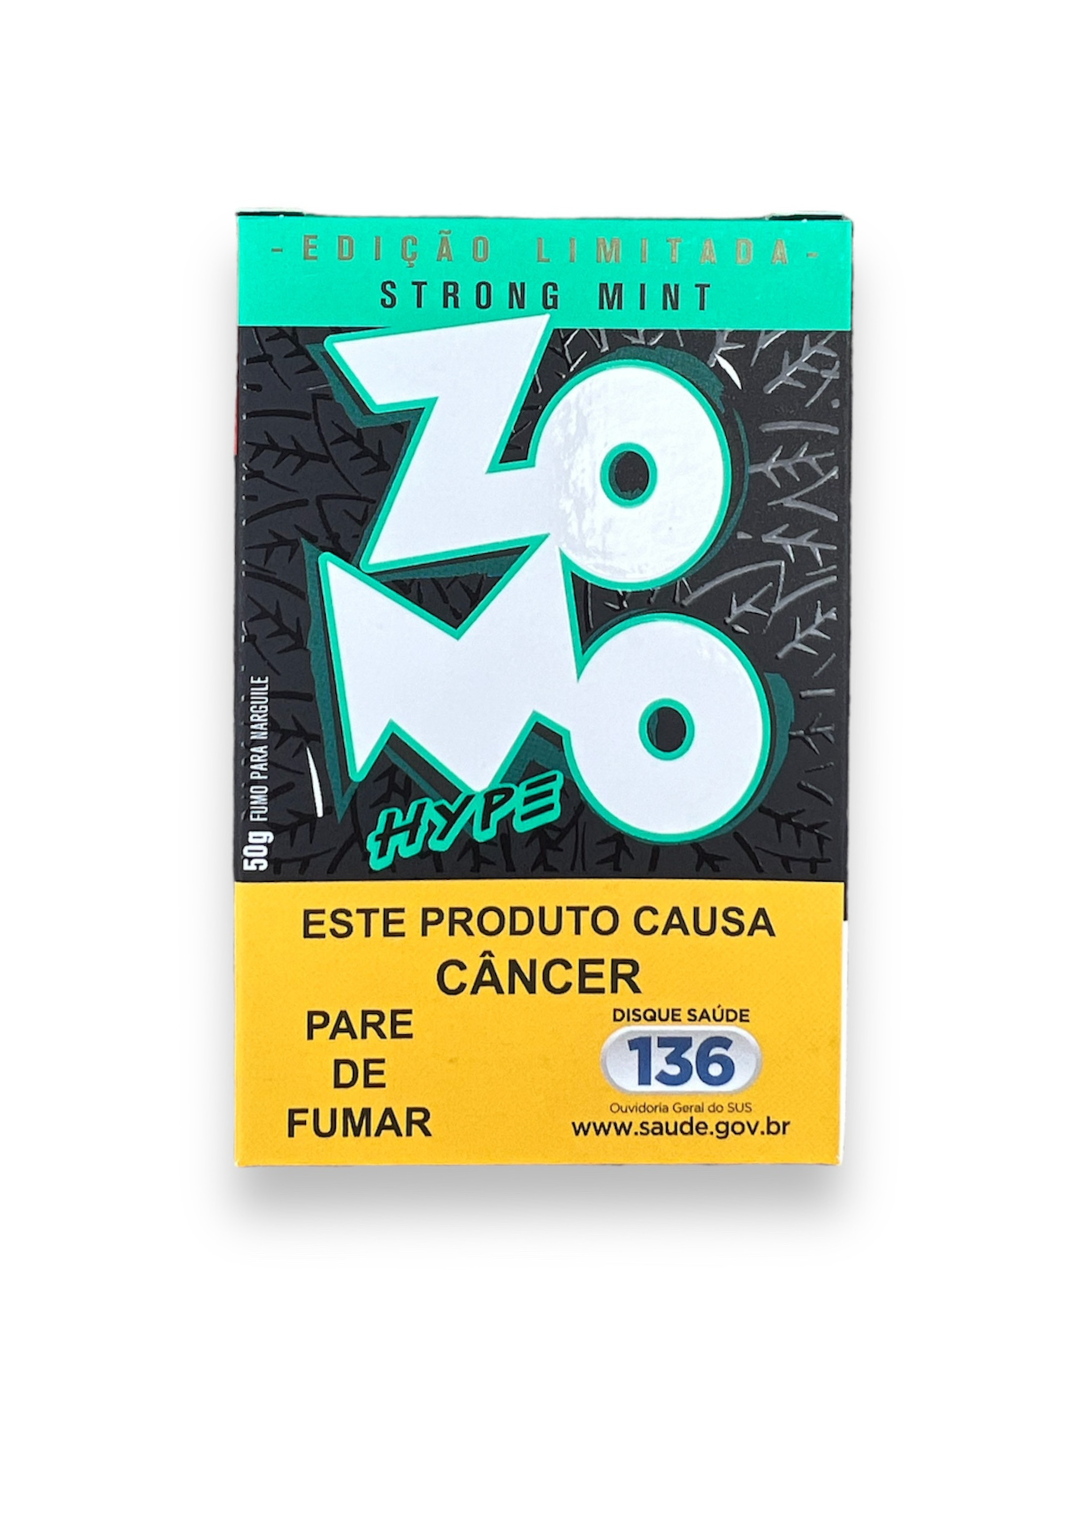 -EDIÇÃO LIMITADA-
STRONG MINT
ZO
MO
HYPE
50g FUMO PARA NARGUILE
ESTE PRODUTO CAUSA
CÂNCER
PARE
DE
FUMAR
DISQUE SAÚDE
136
Ouvidoria Geral do SUS
www.saude.gov.br